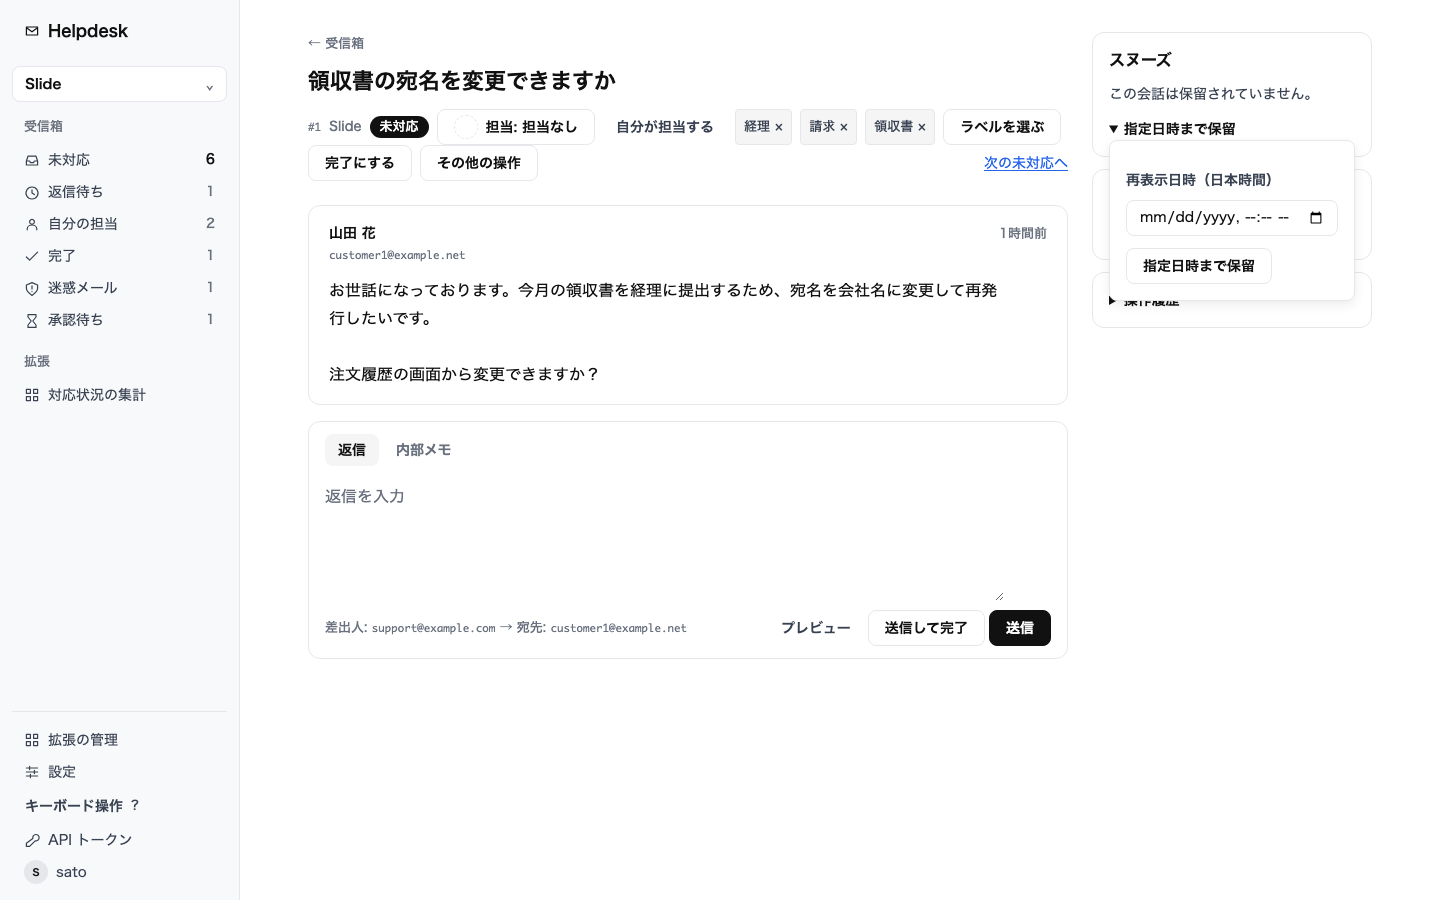 Helpdesk
Slide
受信箱
未対応 6
返信待ち 1
自分の担当 2
完了 1
迷惑メール 1
承認待ち 1
拡張
対応状況の集計
拡張の管理
設定
キーボード操作 ?
API トークン
S sato
← 受信箱
領収書の宛名を変更できますか
#1 Slide 未対応 担当: 担当なし 自分が担当する 経理 × 請求 × 領収書 × ラベルを選ぶ
完了にする その他の操作 次の未対応へ
山田 花 1時間前
customer1@example.net
お世話になっております。今月の領収書を経理に提出するため、宛名を会社名に変更して再発
行したいです。
注文履歴の画面から変更できますか？
返信 内部メモ
返信を入力
差出人: support@example.com → 宛先: customer1@example.net プレビュー 送信して完了 送信
スヌーズ
この会話は保留されていません。
▼ 指定日時まで保留
再表示日時（日本時間）
mm/dd/yyyy, --:-- --
指定日時まで保留
▶ 操作履歴